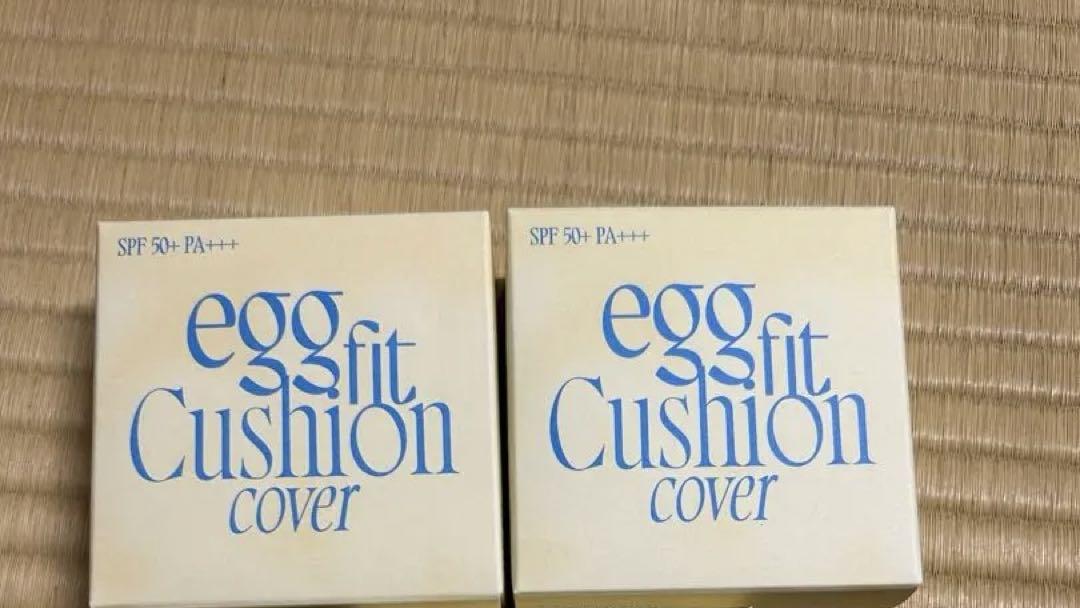 SPF 50+ PA+++
egg
fit
Cushion
cover
SPF 50+ PA+++
egg
fit
Cushion
cover